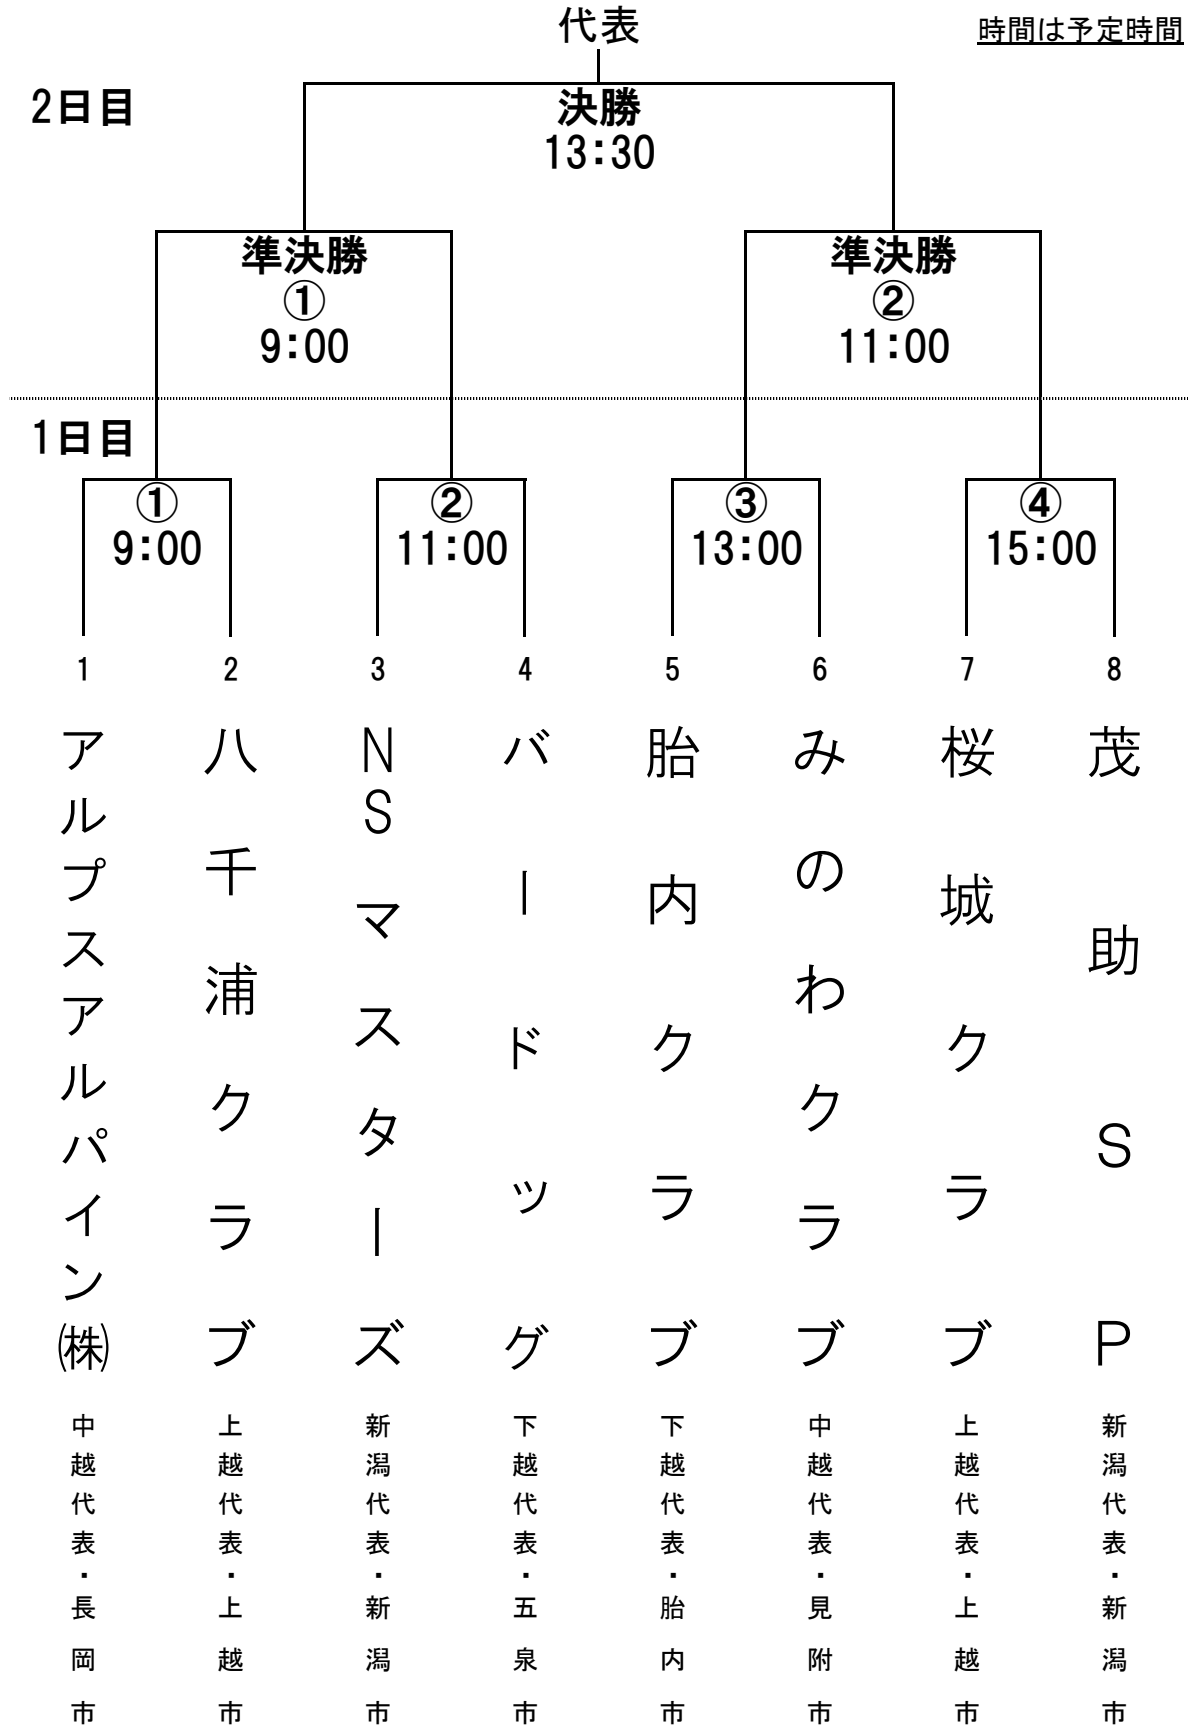 代表
時間は予定時間
2日目
決勝
13:30
準決勝
①
9:00
準決勝
②
11:00
1日目
①
9:00
②
11:00
③
13:00
④
15:00
1
2
3
4
5
6
7
8
アルプスアルパイン㈱
八千浦クラブ
NSマスターズ
バードッグ
胎内クラブ
みのわクラブ
桜城クラブ
茂助SP
中越代表・長岡市
上越代表・上越市
新潟代表・新潟市
下越代表・五泉市
下越代表・胎内市
中越代表・見附市
上越代表・上越市
新潟代表・新潟市